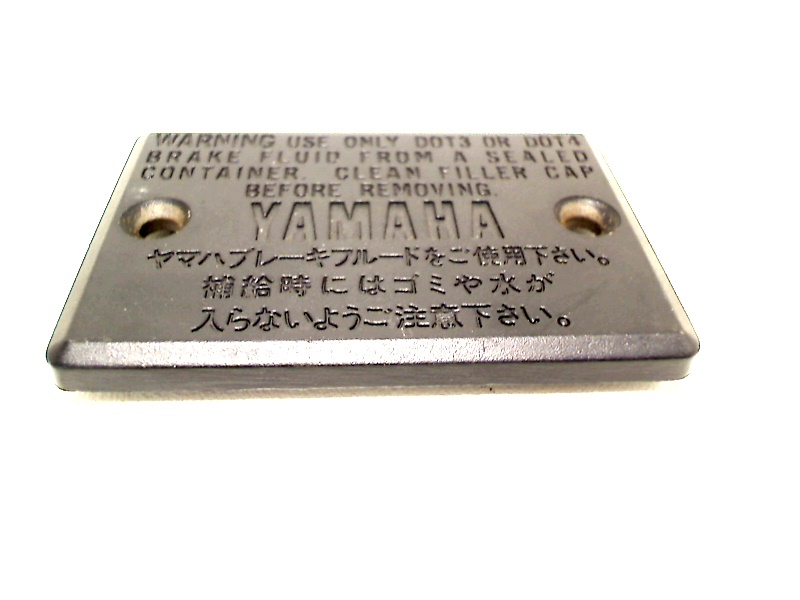 WARNING USE ONLY DOT3 OR DOT4
BRAKE FLUID FROM A SEALED
CONTAINER. CLEAN FILLER CAP
BEFORE REMOVING.
YAMAHA
ヤマハブレーキフルードをご使用下さい。
補給時にはゴミや水が
入らないようご注意下さい。